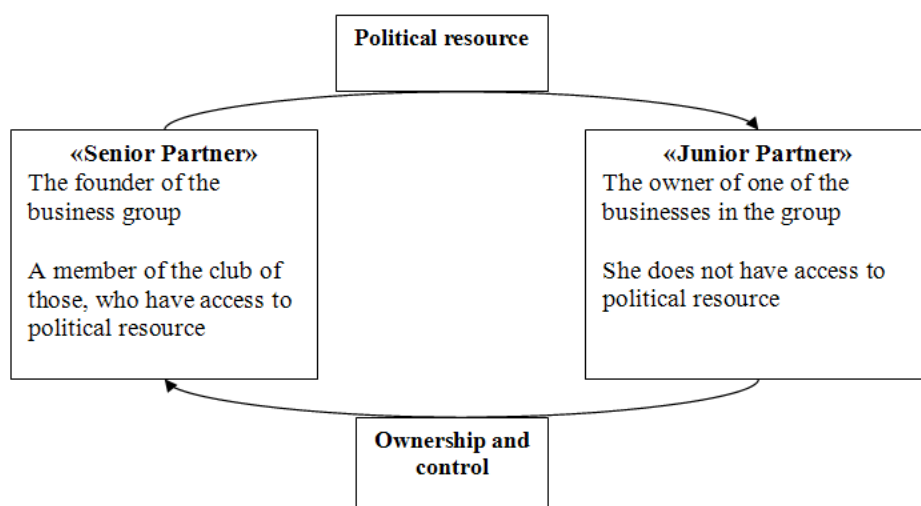 Political resource
«Senior Partner»
The founder of the
business group
A member of the club of
those, who have access to
political resource
«Junior Partner»
The owner of one of the
businesses in the group
She does not have access to
political resource
Ownership and
control